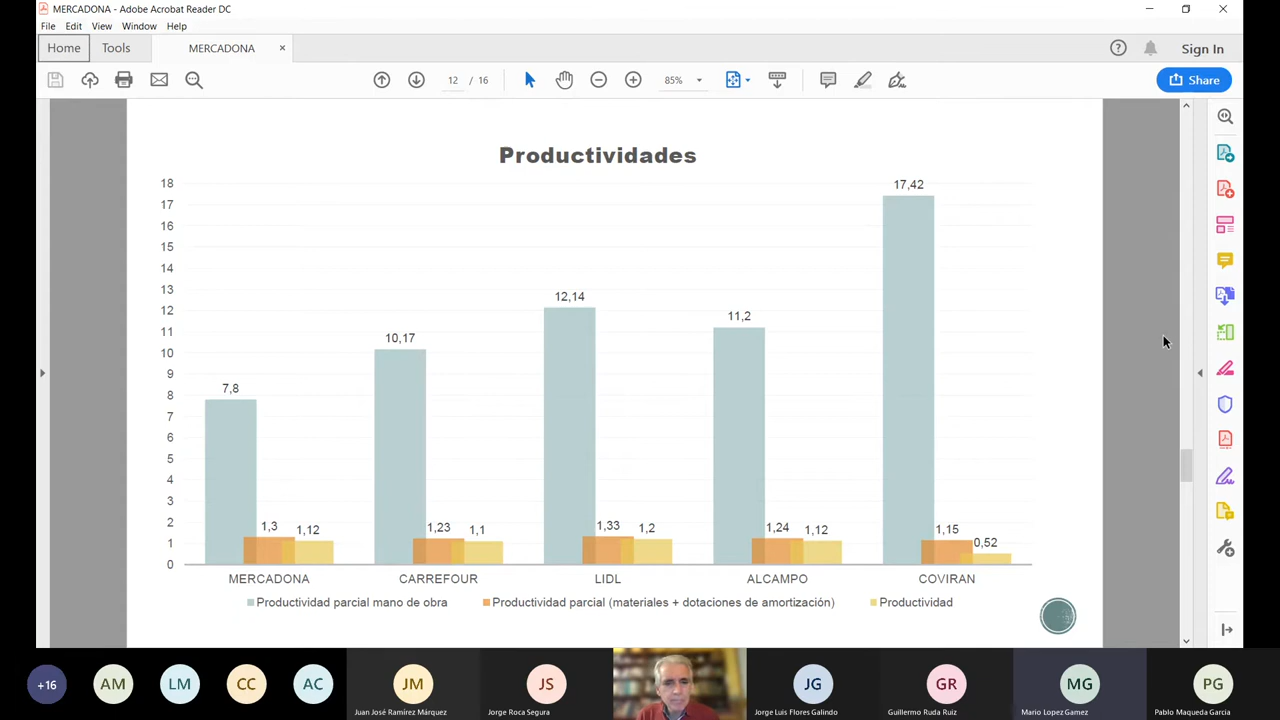 MERCADONA - Adobe Acrobat Reader DC
File Edit View Window Help
Home Tools MERCADONA × Sign In
12 / 16 85% Share
Productividades
18
17
16
15
14
13
12
11
10
9
8
7
6
5
4
3
2
1
0
7,8 1,3 1,12
10,17 1,23 1,1
12,14 1,33 1,2
11,2 1,24 1,12
17,42 1,15 0,52
MERCADONA CARREFOUR LIDL ALCAMPO COVIRAN
Productividad parcial mano de obra Productividad parcial (materiales + dotaciones de amortización) Productividad
+16 AM LM CC AC JM JS JG GR MG PG
Juan José Ramírez Márquez Jorge Roca Segura Jorge Luis Flores Galindo Guillermo Ruda Ruiz Mario Lopez Gamez Pablo Maqueda García